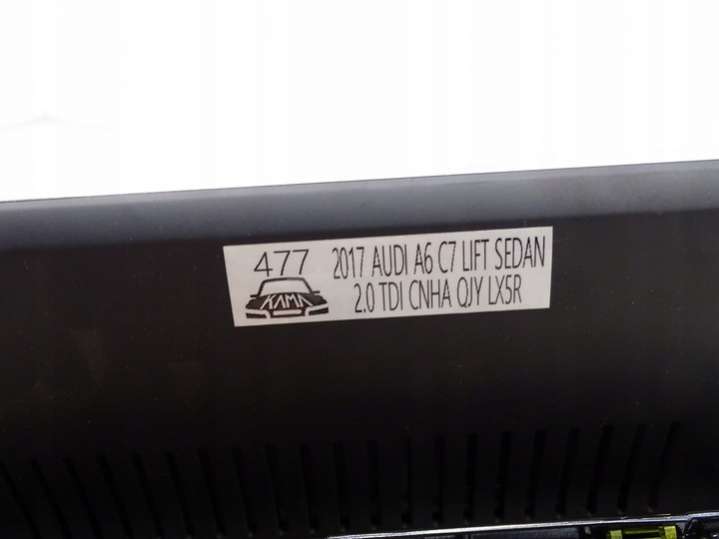 477
KAMA
2017 AUDI A6 C7 LIFT SEDAN
2.0 TDI CNHA QJY LX5R